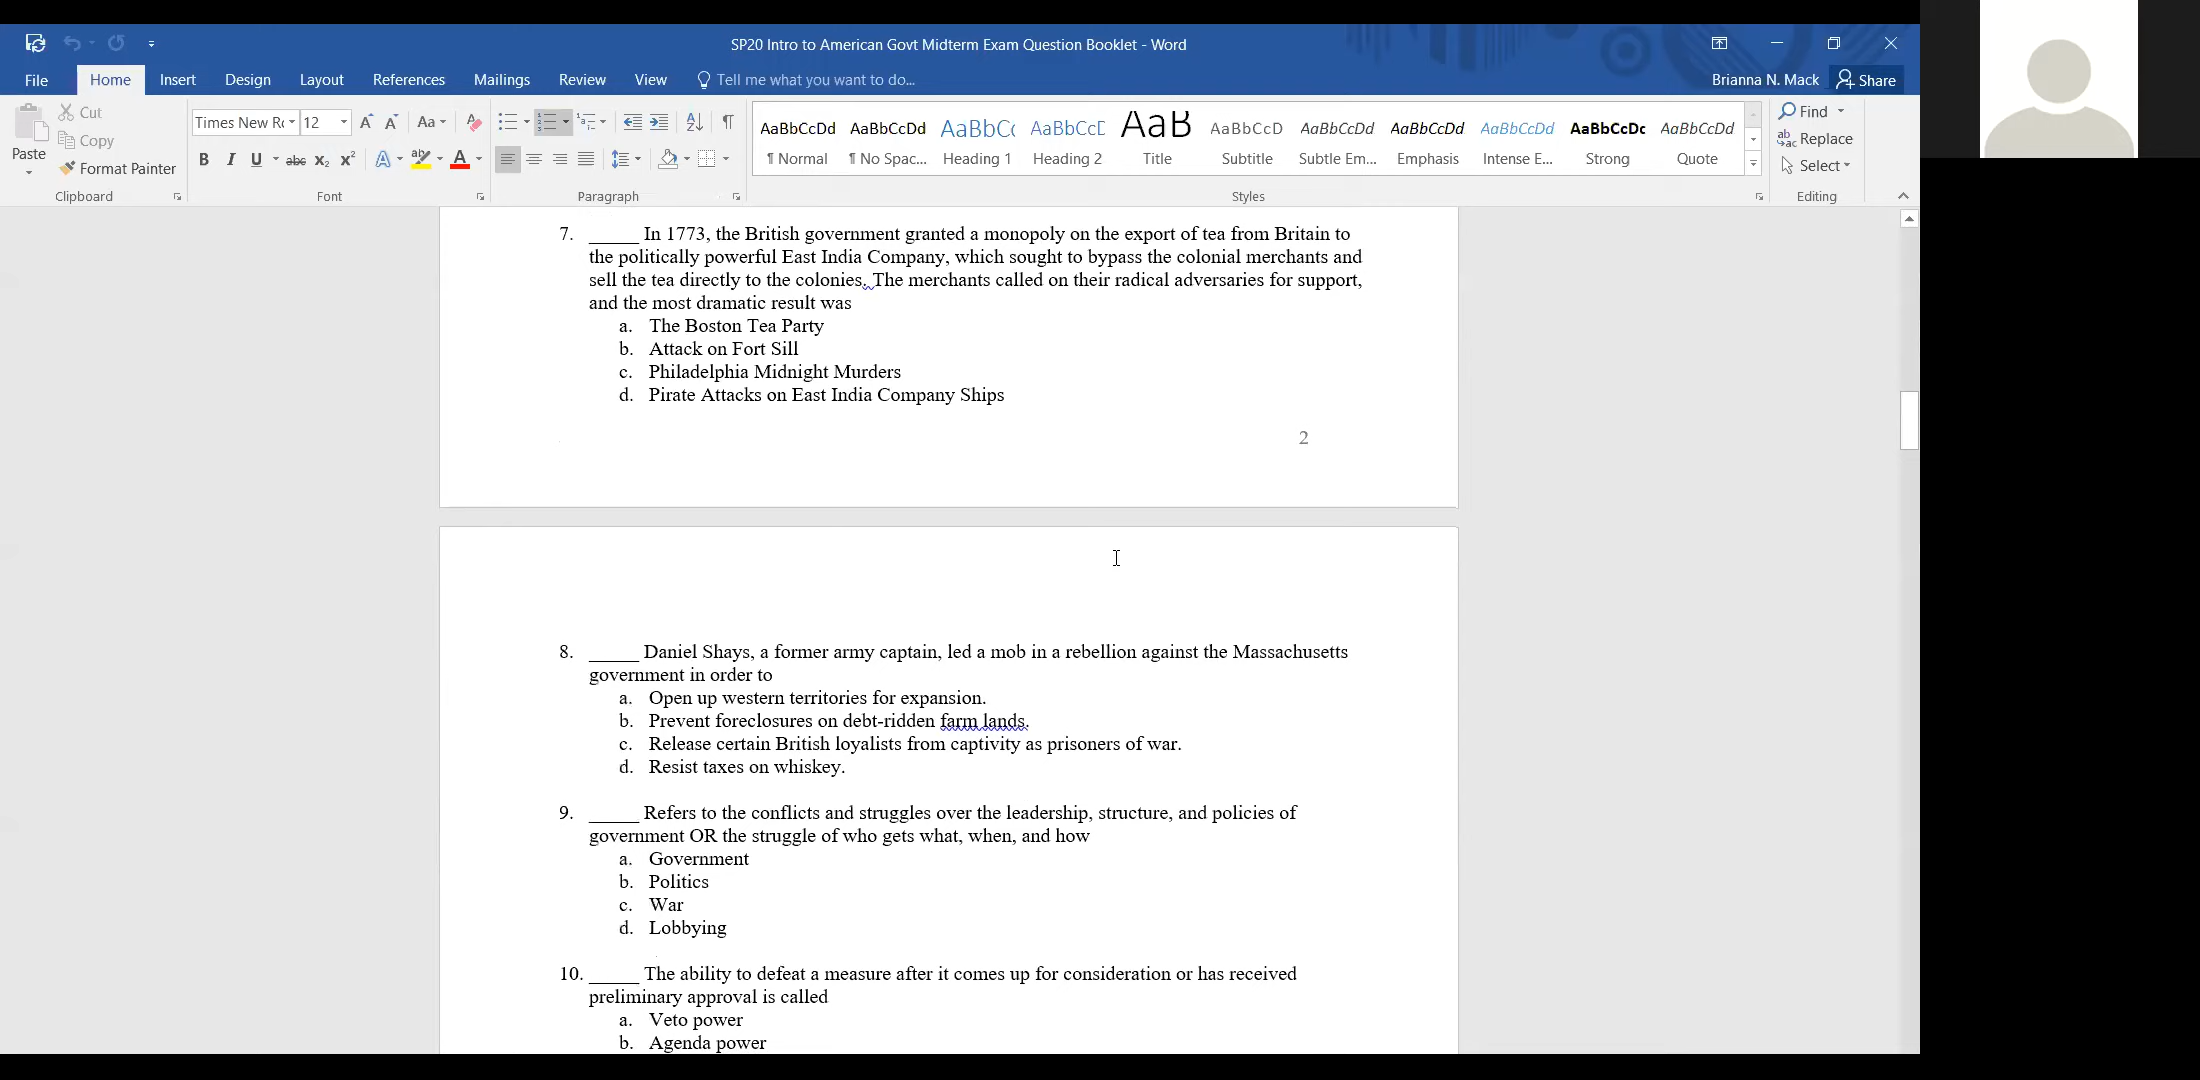 SP20 Intro to American Govt Midterm Exam Question Booklet - Word
File Home Insert Design Layout References Mailings Review View Tell me what you want to do... Brianna N. Mack Share
Cut
Copy
Format Painter
Paste
Clipboard
Times New Ro 12 A A Aa
B I U abc X2 X2 A ab A
Font
Paragraph
AaBbCcDd AaBbCcDd AaBbCc AaBbCcD AaB AaBbCcD AaBbCcDd AaBbCcDd AaBbCcDd AaBbCcDc AaBbCcDd
¶ Normal ¶ No Spac... Heading 1 Heading 2 Title Subtitle Subtle Em... Emphasis Intense E... Strong Quote
Styles
Find
Replace
Select
Editing
7. _____ In 1773, the British government granted a monopoly on the export of tea from Britain to
the politically powerful East India Company, which sought to bypass the colonial merchants and
sell the tea directly to the colonies. The merchants called on their radical adversaries for support,
and the most dramatic result was
a. The Boston Tea Party
b. Attack on Fort Sill
c. Philadelphia Midnight Murders
d. Pirate Attacks on East India Company Ships
2
8. _____ Daniel Shays, a former army captain, led a mob in a rebellion against the Massachusetts
government in order to
a. Open up western territories for expansion.
b. Prevent foreclosures on debt-ridden farm lands.
c. Release certain British loyalists from captivity as prisoners of war.
d. Resist taxes on whiskey.
9. _____ Refers to the conflicts and struggles over the leadership, structure, and policies of
government OR the struggle of who gets what, when, and how
a. Government
b. Politics
c. War
d. Lobbying
10. _____ The ability to defeat a measure after it comes up for consideration or has received
preliminary approval is called
a. Veto power
b. Agenda power